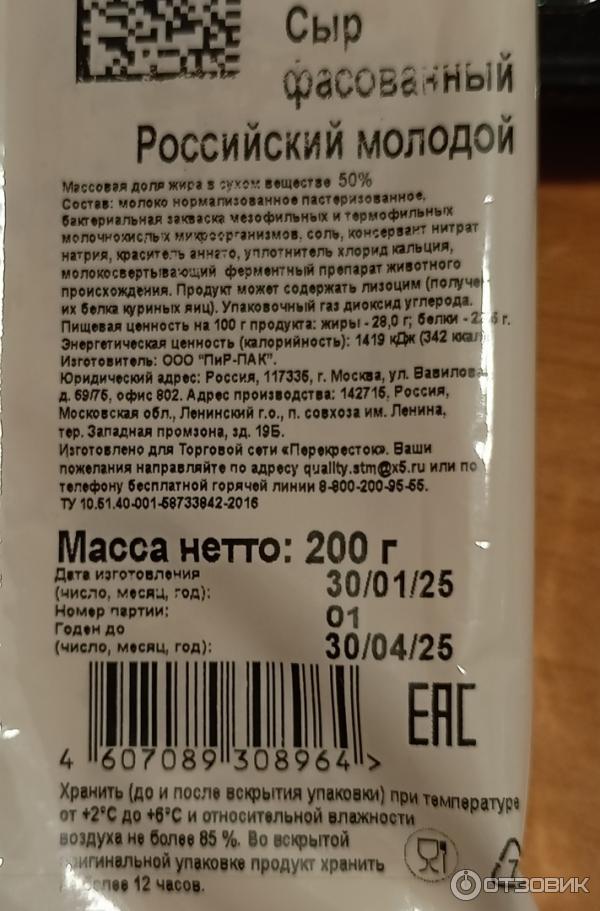 Сыр
фасованный
Российский молодой
Массовая доля жира в сухом веществе 50%
Состав: молоко нормализованное пастеризованное,
бактериальная закваска мезофильных и термофильных
молочнокислых микроорганизмов, соль, консервант нитрат
натрия, краситель аннато, уплотнитель хлорид кальция,
молокосвертывающий ферментный препарат животного
происхождения. Продукт может содержать лизоцим (получен
их белка куриных яиц). Упаковочный газ диоксид углерода.
Пищевая ценность на 100 г продукта: жиры - 28,0 г; белки - г.
Энергетическая ценность (калорийность): 1419 кДж (342 ккал)
Изготовитель: ООО "ПиР-ПАК".
Юридический адрес: Россия, 117335, г. Москва, ул. Вавилова
д. 69/75, офис 802. Адрес производства: 142715, Россия,
Московская обл., Ленинский г.о., п. совхоза им. Ленина,
тер. Западная промзона, зд. 19Б.
Изготовлено для Торговой сети «Перекресток». Ваши
пожелания направляйте по адресу quality.stm@x5.ru или по
телефону бесплатной горячей линии 8-800-200-95-55.
ТУ 10.51.40-001-58733842-2016
Масса нетто: 200 г
Дата изготовления
(число, месяц, год): 30/01/25
Номер партии: 01
Годен до
(число, месяц, год): 30/04/25
EAC
4 607089 308964 >
Хранить (до и после вскрытия упаковки) при температуре
от +2°C до +6°C и относительной влажности
воздуха не более 85 %. Во вскрытой
оригинальной упаковке продукт хранить
не более 12 часов.
7
ОТЗОВИК